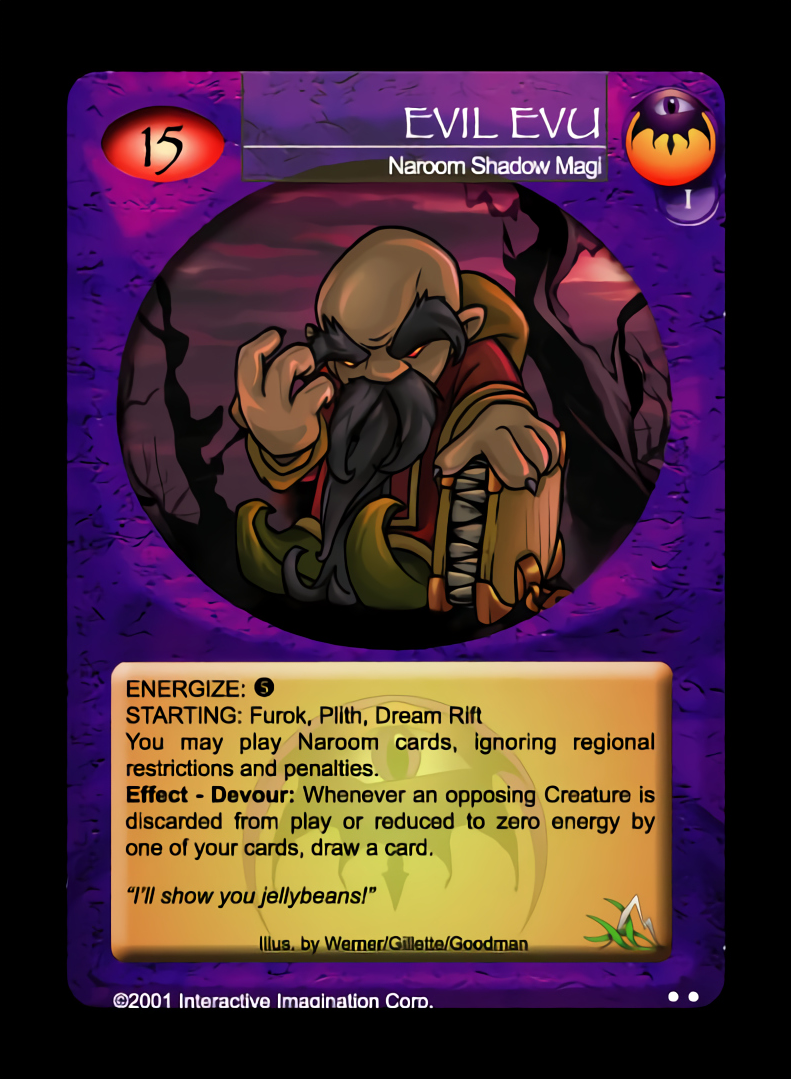 15
EVIL EVU
Naroom Shadow Magi
I
ENERGIZE: 5
STARTING: Furok, Plith, Dream Rift
You may play Naroom cards, ignoring regional
restrictions and penalties.
Effect - Devour: Whenever an opposing Creature is
discarded from play or reduced to zero energy by
one of your cards, draw a card.
“I’ll show you jellybeans!”
Illus. by Werner/Gillette/Goodman
©2001 Interactive Imagination Corp.